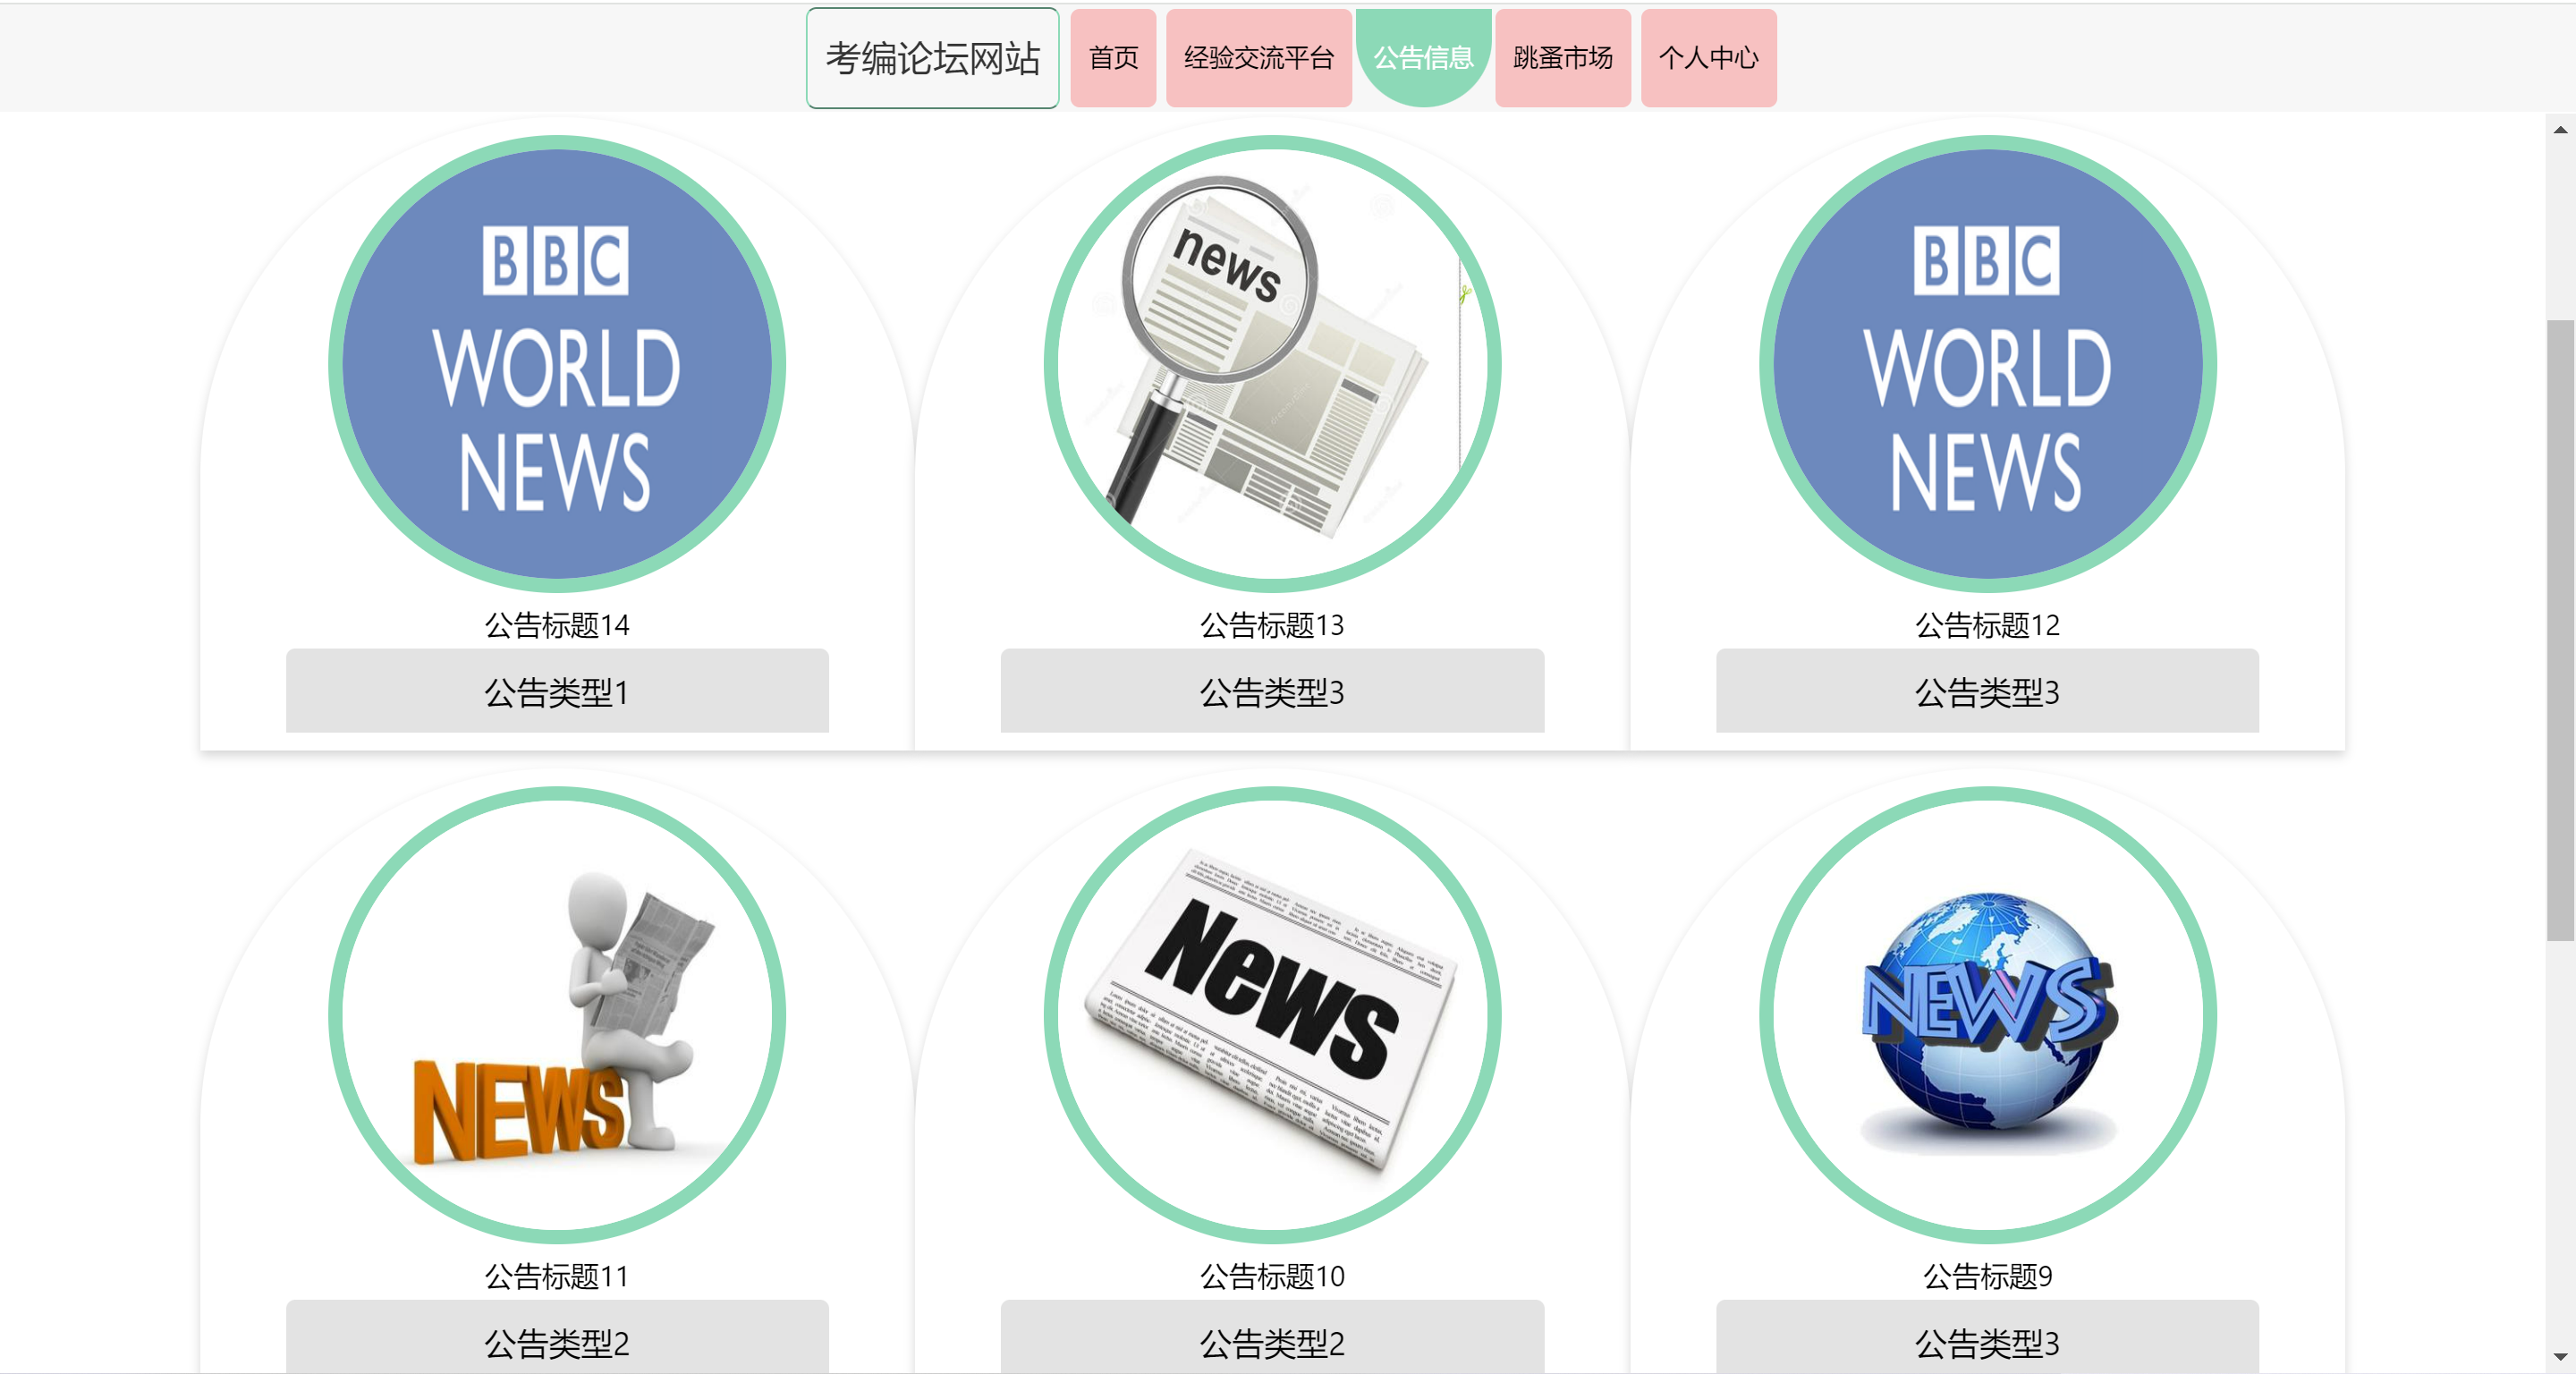 考编论坛网站
首页
经验交流平台
公告信息
跳蚤市场
个人中心
BBC
WORLD
NEWS
news
BBC
WORLD
NEWS
公告标题14
公告标题13
公告标题12
公告类型1
公告类型3
公告类型3
NEWS
News
NEWS
公告标题11
公告标题10
公告标题9
公告类型2
公告类型2
公告类型3